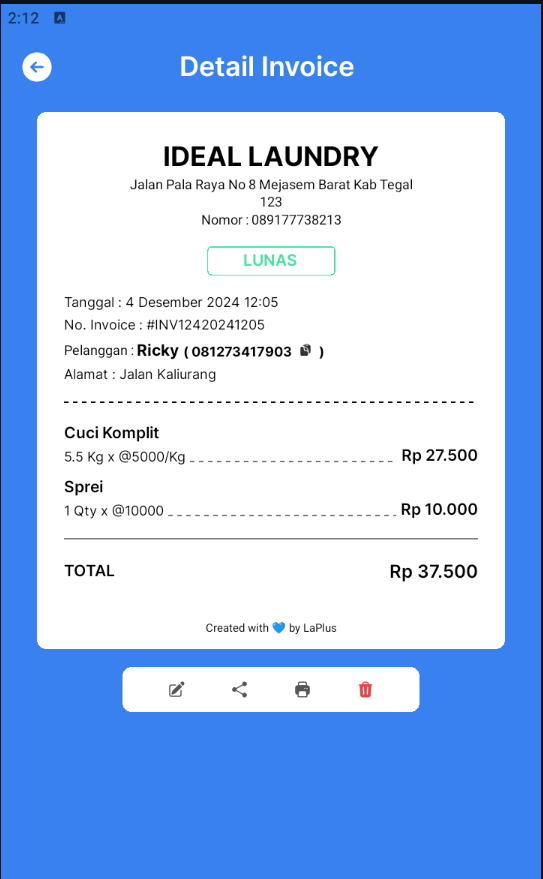 2:12
Detail Invoice
IDEAL LAUNDRY
Jalan Pala Raya No 8 Mejasem Barat Kab Tegal
123
Nomor : 089177738213
LUNAS
Tanggal : 4 Desember 2024 12:05
No. Invoice : #INV12420241205
Pelanggan : Ricky ( 081273417903 )
Alamat : Jalan Kaliurang
Cuci Komplit
5.5 Kg x @5000/Kg Rp 27.500
Sprei
1 Qty x @10000 Rp 10.000
TOTAL Rp 37.500
Created with 💙 by LaPlus